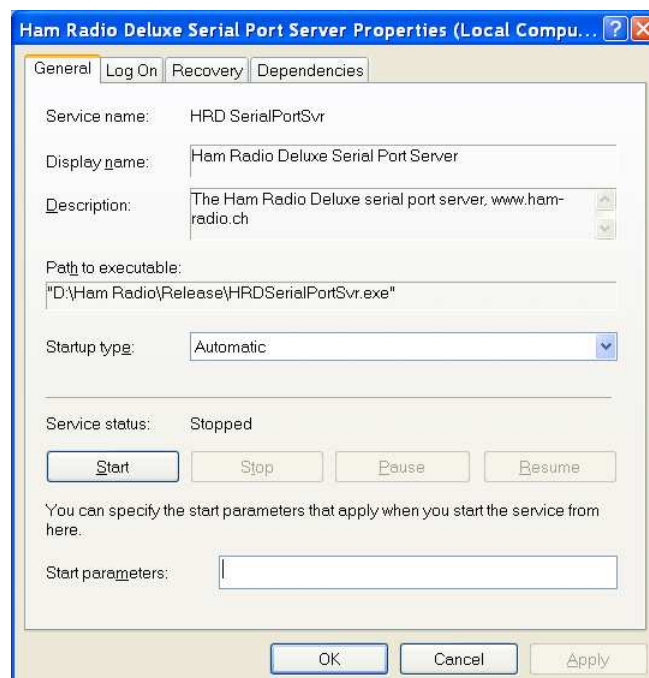 Ham Radio Deluxe Serial Port Server Properties (Local Compu...
General Log On Recovery Dependencies
Service name: HRD SerialPortSvr
Display name: Ham Radio Deluxe Serial Port Server
Description: The Ham Radio Deluxe serial port server, www.ham-
radio.ch
Path to executable:
"D:\Ham Radio\Release\HRDSerialPortSvr.exe"
Startup type: Automatic
Service status: Stopped
Start Stop Pause Resume
You can specify the start parameters that apply when you start the service from
here.
Start parameters:
OK Cancel Apply